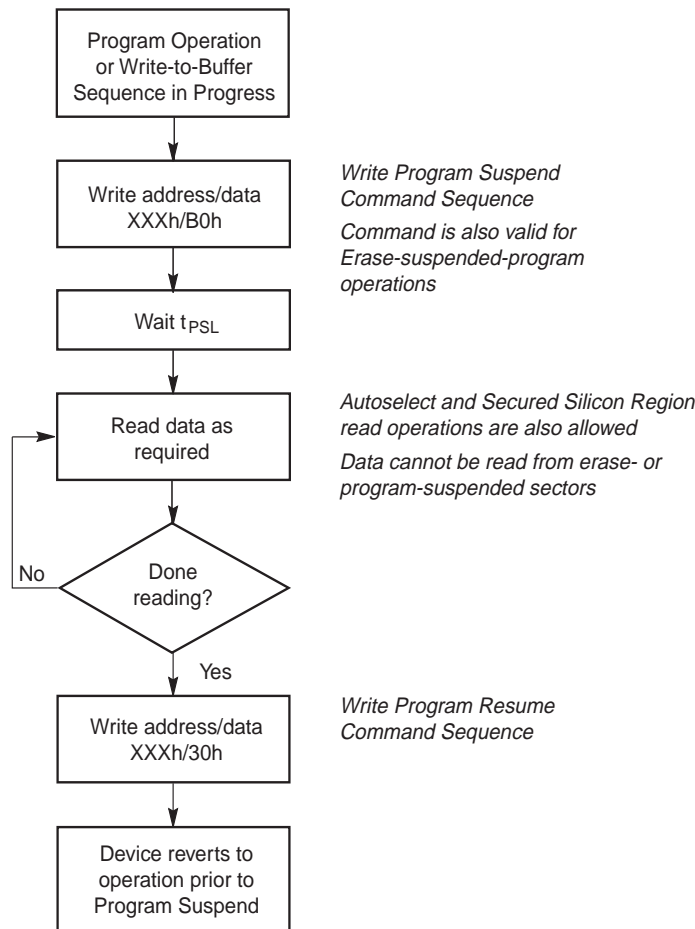 Program Operation
or Write-to-Buffer
Sequence in Progress
Write address/data
XXXh/B0h
Write Program Suspend
Command Sequence
Command is also valid for
Erase-suspended-program
operations
Wait tPSL
Read data as
required
Autoselect and Secured Silicon Region
read operations are also allowed
Data cannot be read from erase- or
program-suspended sectors
No
Done
reading?
Yes
Write address/data
XXXh/30h
Write Program Resume
Command Sequence
Device reverts to
operation prior to
Program Suspend